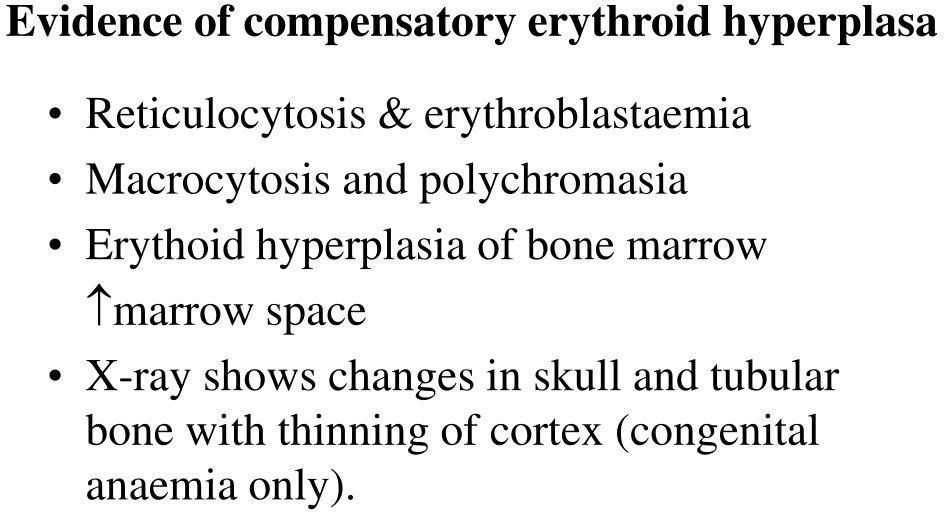 Evidence of compensatory erythroid hyperplasa
• Reticulocytosis & erythroblastaemia
• Macrocytosis and polychromasia
• Erythoid hyperplasia of bone marrow
↑marrow space
• X-ray shows changes in skull and tubular
bone with thinning of cortex (congenital
anaemia only).